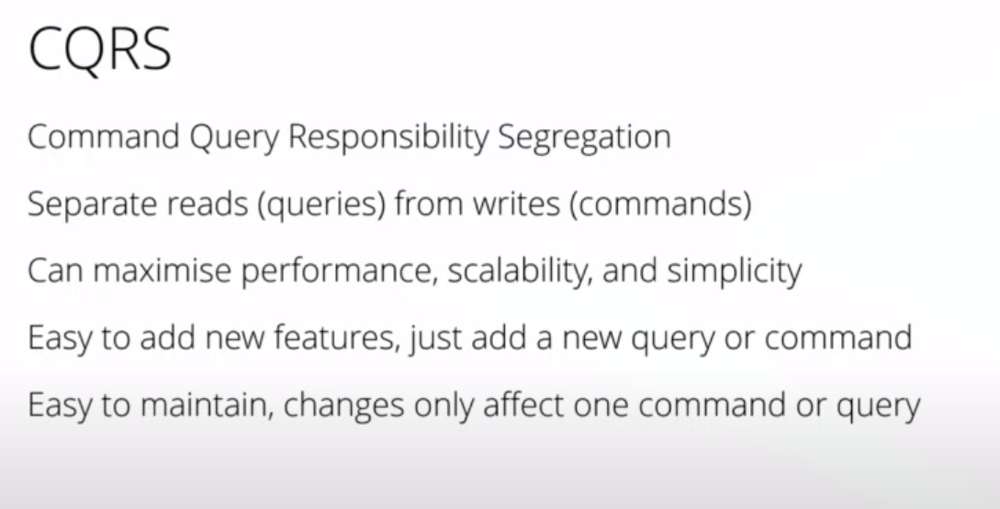 CQRS
Command Query Responsibility Segregation
Separate reads (queries) from writes (commands)
Can maximise performance, scalability, and simplicity
Easy to add new features, just add a new query or command
Easy to maintain, changes only affect one command or query